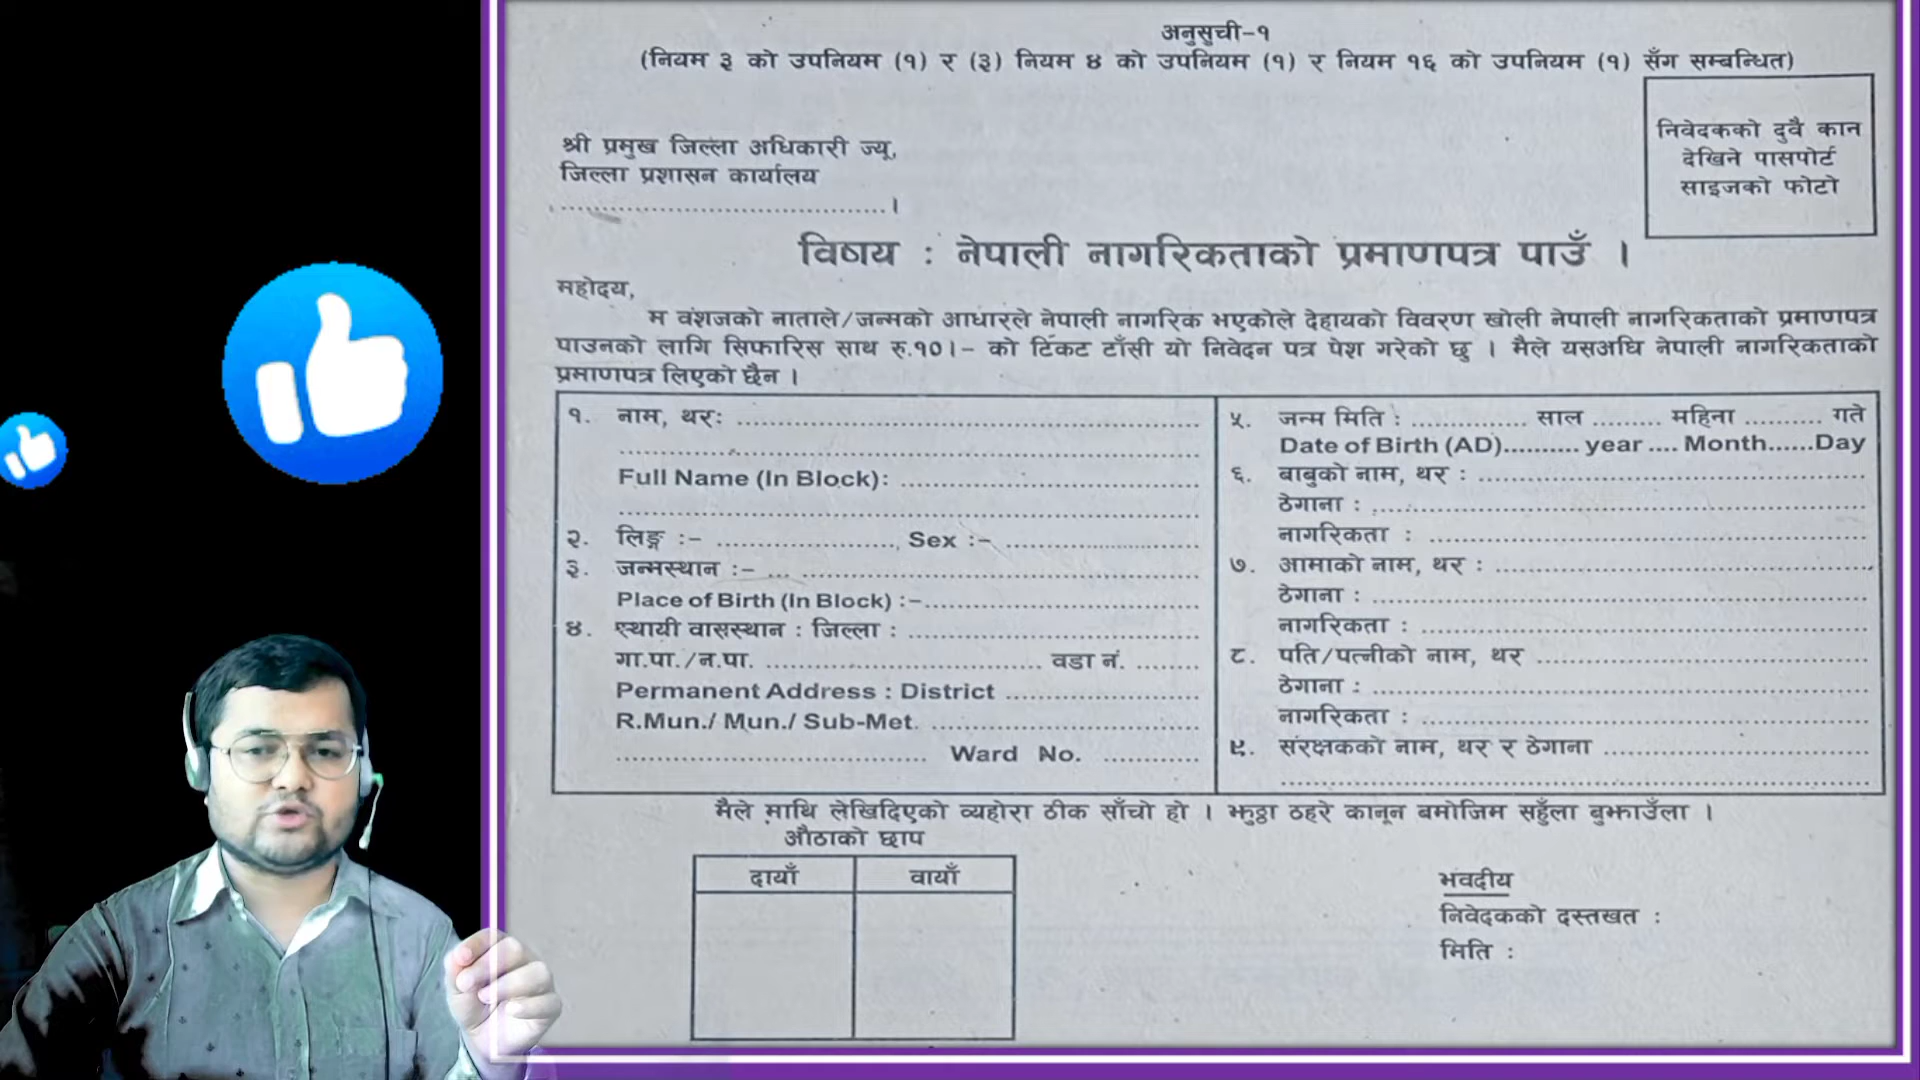 अनुसुची-१
(नियम ३ को उपनियम (१) र (३) नियम ४ को उपनियम (१) र नियम १६ को उपनियम (१) सँग सम्बन्धित)
निवेदकको दुवै कान
देखिने पासपोर्ट
साइजको फोटो
श्री प्रमुख जिल्ला अधिकारी ज्यू,
जिल्ला प्रशासन कार्यालय
.......................................।
विषय : नेपाली नागरिकताको प्रमाणपत्र पाउँ ।
महोदय,
म वंशजको नाताले/जन्मको आधारले नेपाली नागरिक भएकोले देहायको विवरण खोली नेपाली नागरिकताको प्रमाणपत्र
पाउनको लागि सिफारिस साथ रु.१०।- को टिकट टाँसी यो निवेदन पत्र पेश गरेको छु । मैले यसअघि नेपाली नागरिकताको
प्रमाणपत्र लिएको छैन ।
१. नाम, थरः ........................................
........................................
Full Name (In Block): ........................................
........................................
२. लिङ्ग :- ...................., Sex :- ....................
३. जन्मस्थान :- ... ........................................
Place of Birth (In Block) :-..............................
४. स्थायी वासस्थान : जिल्ला : ..............................
गा.पा./न.पा. .............................. वडा नं. ........
Permanent Address : District ....................
R.Mun./ Mun./ Sub-Met. ..............................
.............................. Ward No. ............
५. जन्म मिति : ............... साल ......... महिना .......... गते
Date of Birth (AD).......... year .... Month......Day
६. बाबुको नाम, थर : ........................................
ठेगाना : ........................................
नागरिकता : ........................................
७. आमाको नाम, थर : ........................................
ठेगाना : ........................................
नागरिकता : ........................................
८. पति/पत्नीको नाम, थर ........................................
ठेगाना : ........................................
नागरिकता : ........................................
९. संरक्षकको नाम, थर र ठेगाना ..............................
........................................
मैले माथि लेखिदिएको व्यहोरा ठीक साँचो हो । झुठ्ठा ठहरे कानून बमोजिम सहुँला बुझाउँला ।
औठाको छाप
दायाँ वायाँ
भवदीय
निवेदकको दस्तखत :
मिति :